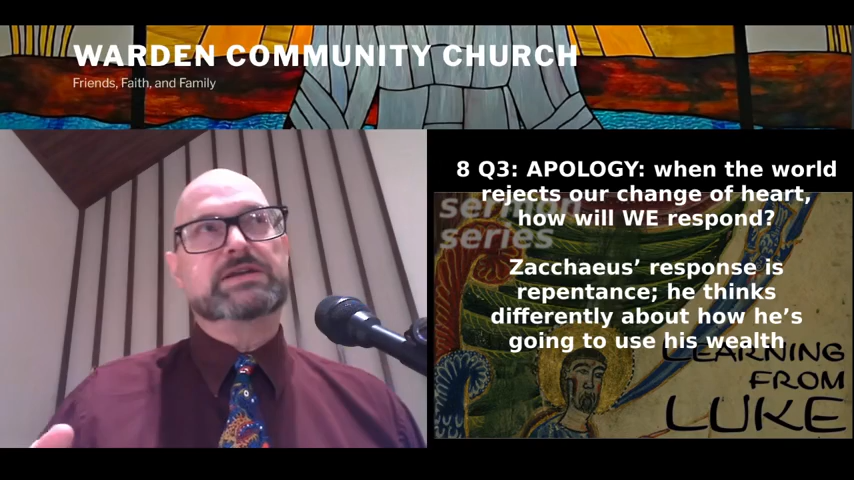 WARDEN COMMUNITY CHURCH
Friends, Faith, and Family
8 Q3: APOLOGY: when the world
rejects our change of heart,
how will WE respond?
sermon
series
Zacchaeus’ response is
repentance; he thinks
differently about how he’s
going to use his wealth
LEARNING
FROM
LUKE